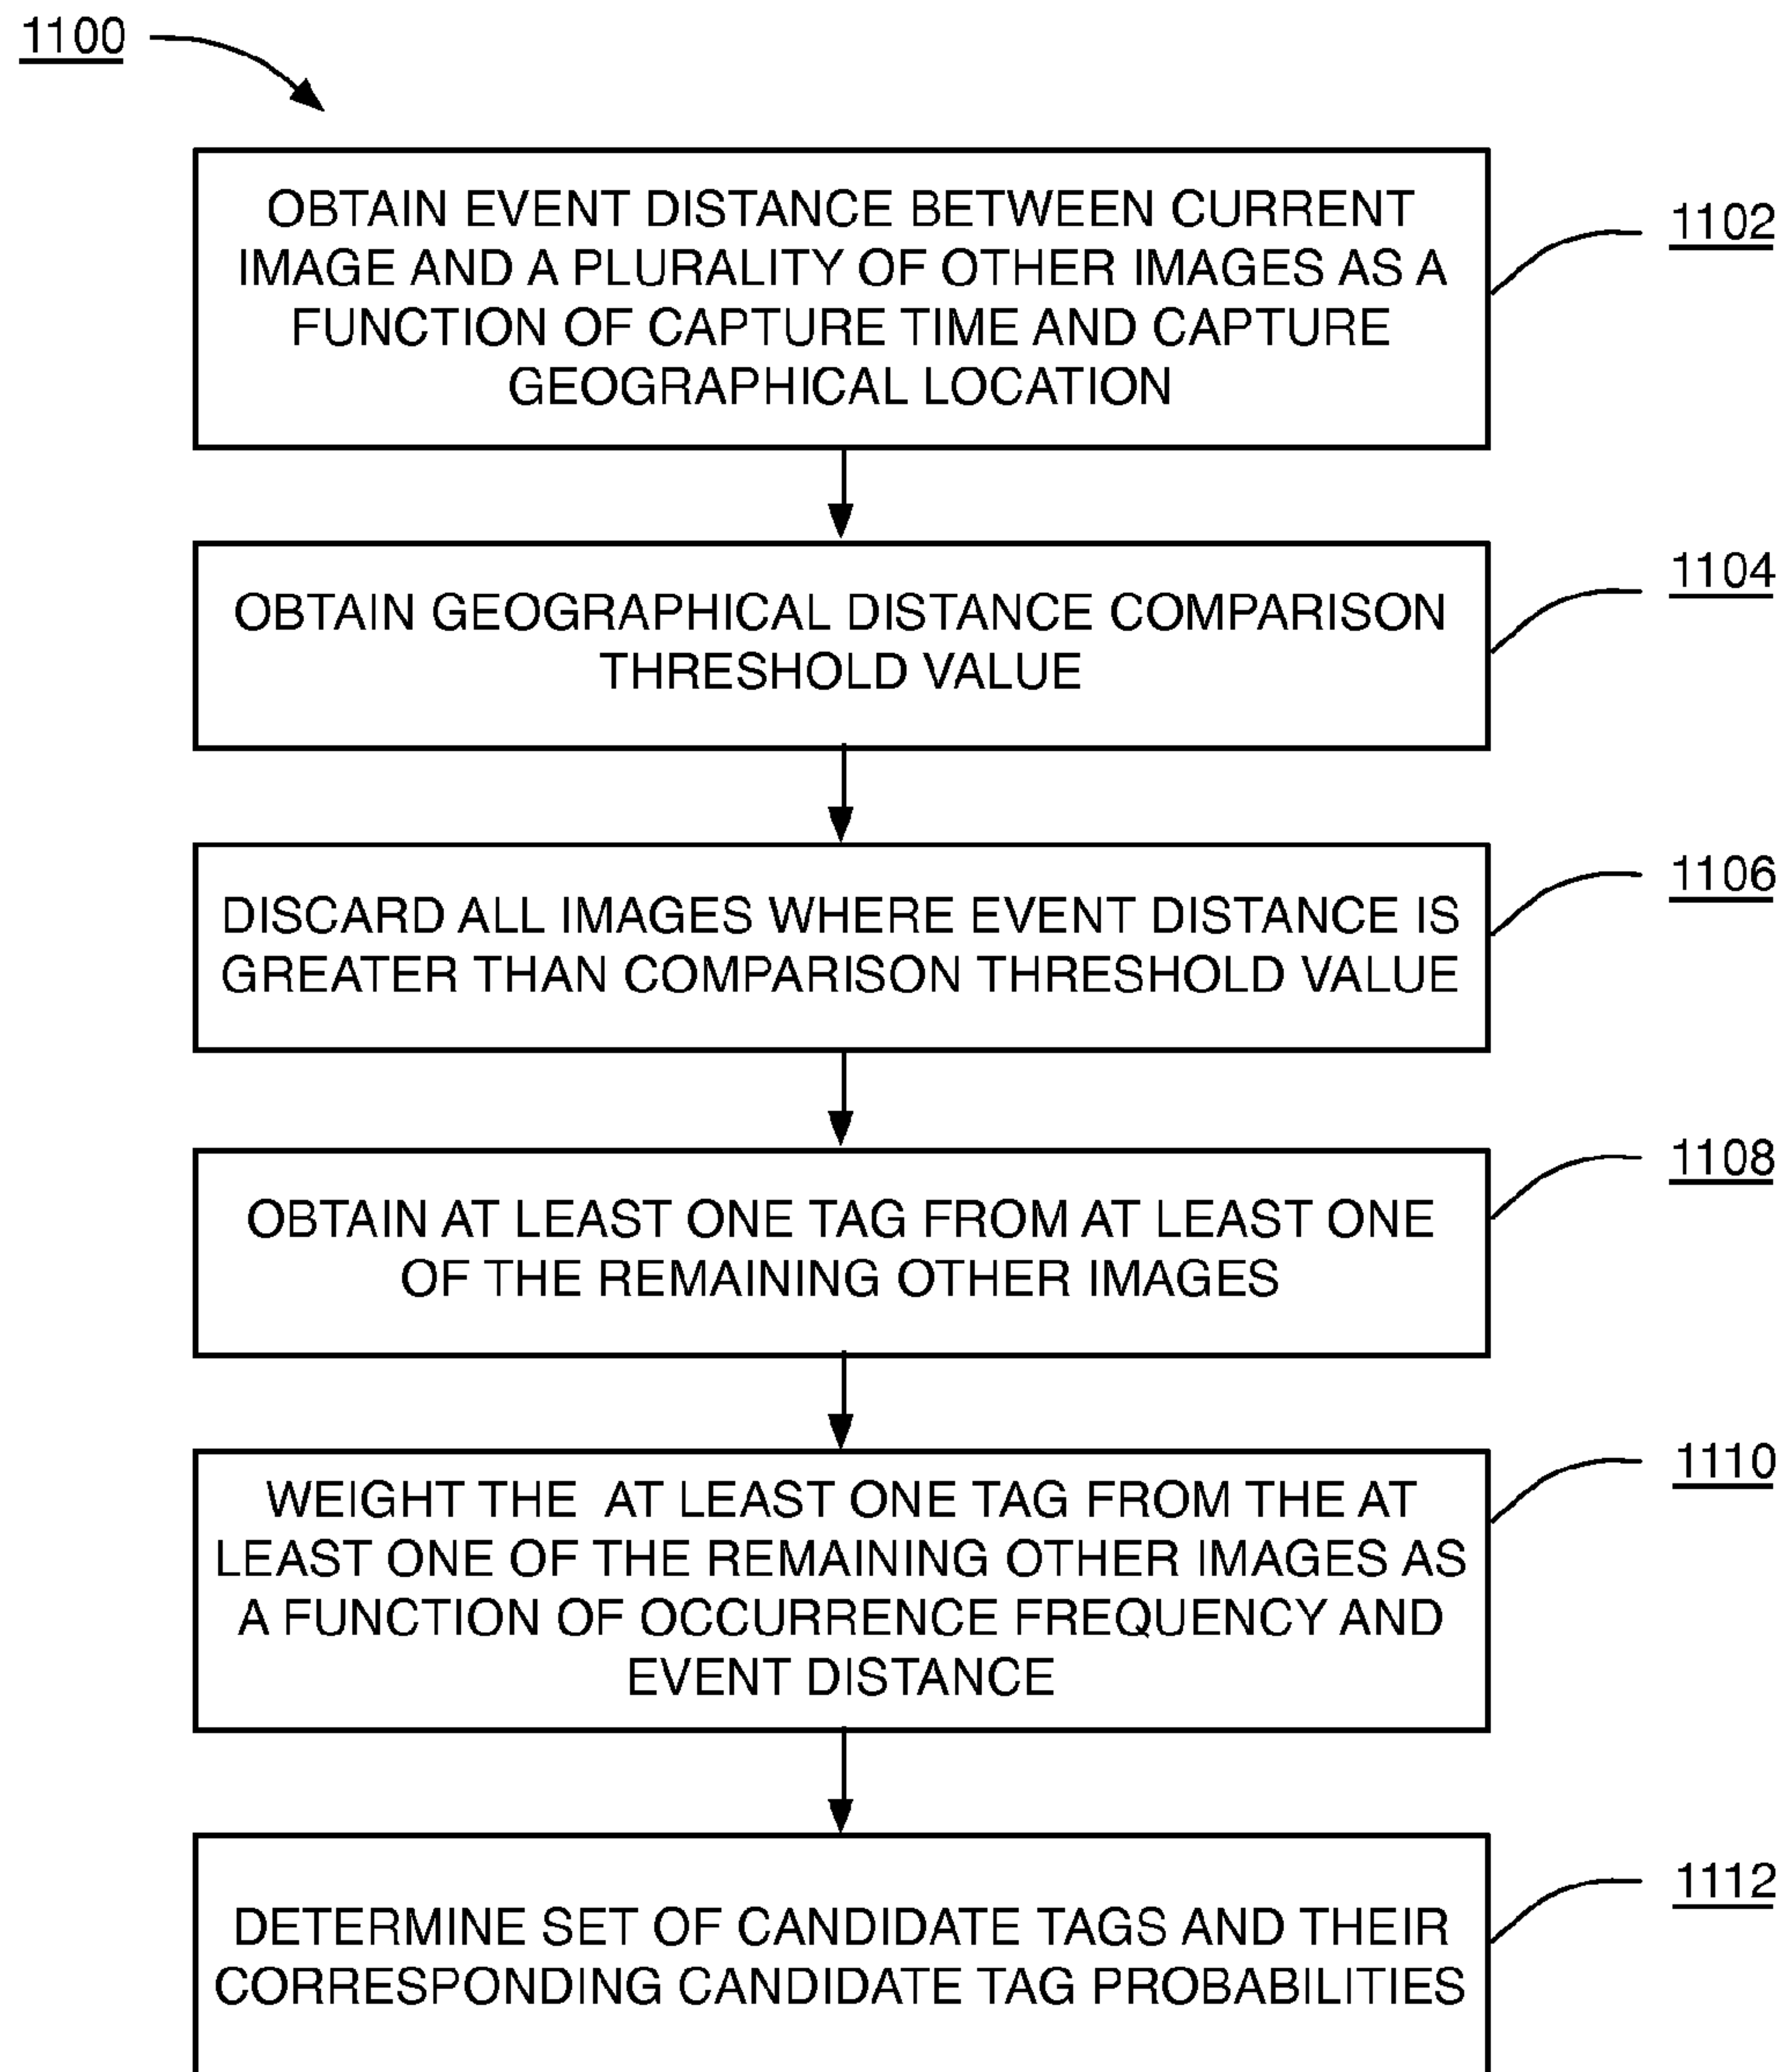 1100
OBTAIN EVENT DISTANCE BETWEEN CURRENT
IMAGE AND A PLURALITY OF OTHER IMAGES AS A
FUNCTION OF CAPTURE TIME AND CAPTURE
GEOGRAPHICAL LOCATION
1102
OBTAIN GEOGRAPHICAL DISTANCE COMPARISON
THRESHOLD VALUE
1104
DISCARD ALL IMAGES WHERE EVENT DISTANCE IS
GREATER THAN COMPARISON THRESHOLD VALUE
1106
OBTAIN AT LEAST ONE TAG FROM AT LEAST ONE
OF THE REMAINING OTHER IMAGES
1108
WEIGHT THE AT LEAST ONE TAG FROM THE AT
LEAST ONE OF THE REMAINING OTHER IMAGES AS
A FUNCTION OF OCCURRENCE FREQUENCY AND
EVENT DISTANCE
1110
DETERMINE SET OF CANDIDATE TAGS AND THEIR
CORRESPONDING CANDIDATE TAG PROBABILITIES
1112